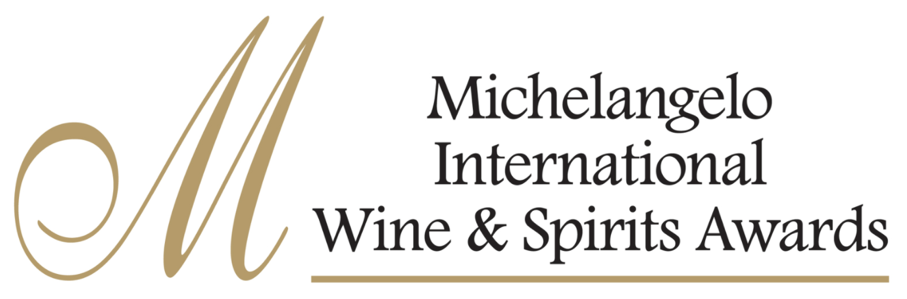 M
Michelangelo
International
Wine & Spirits Awards